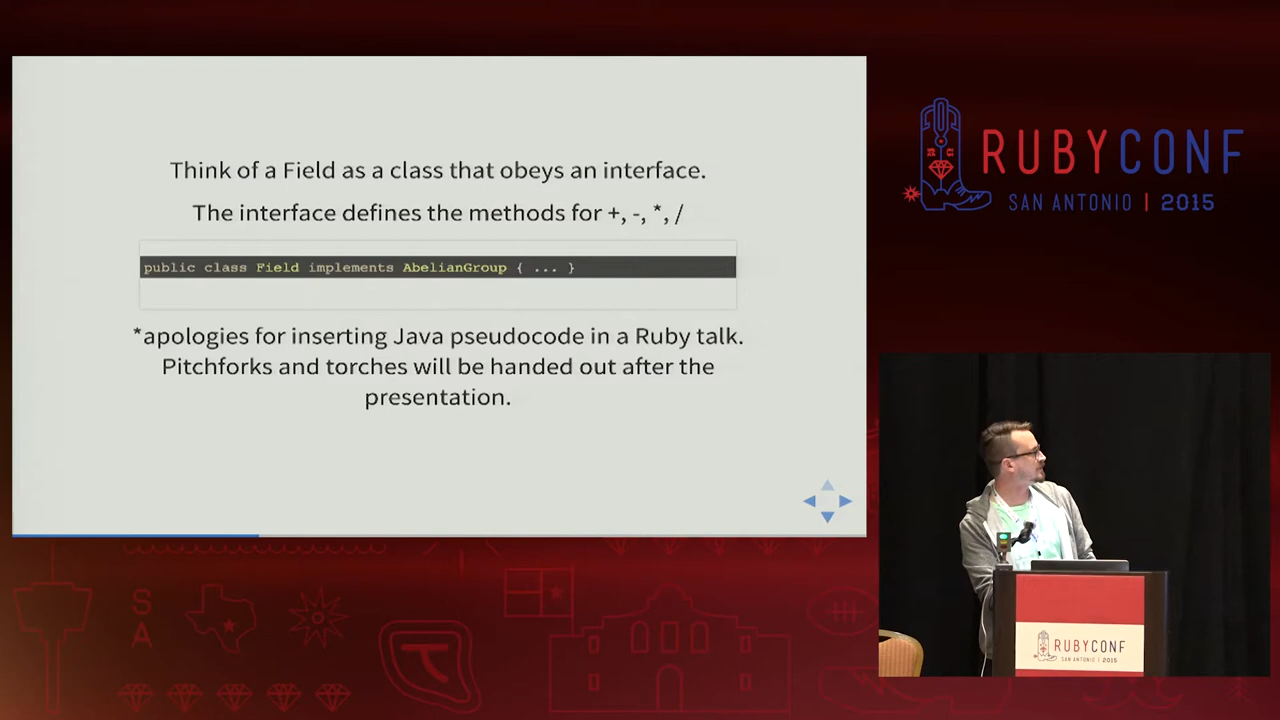 Think of a Field as a class that obeys an interface.
The interface defines the methods for +, -, *, /
public class Field implements AbelianGroup { ... }
*apologies for inserting Java pseudocode in a Ruby talk.
Pitchforks and torches will be handed out after the
presentation.
RUBYCONF
SAN ANTONIO | 2015
RUBYCONF
SAN ANTONIO | 2015
S
A